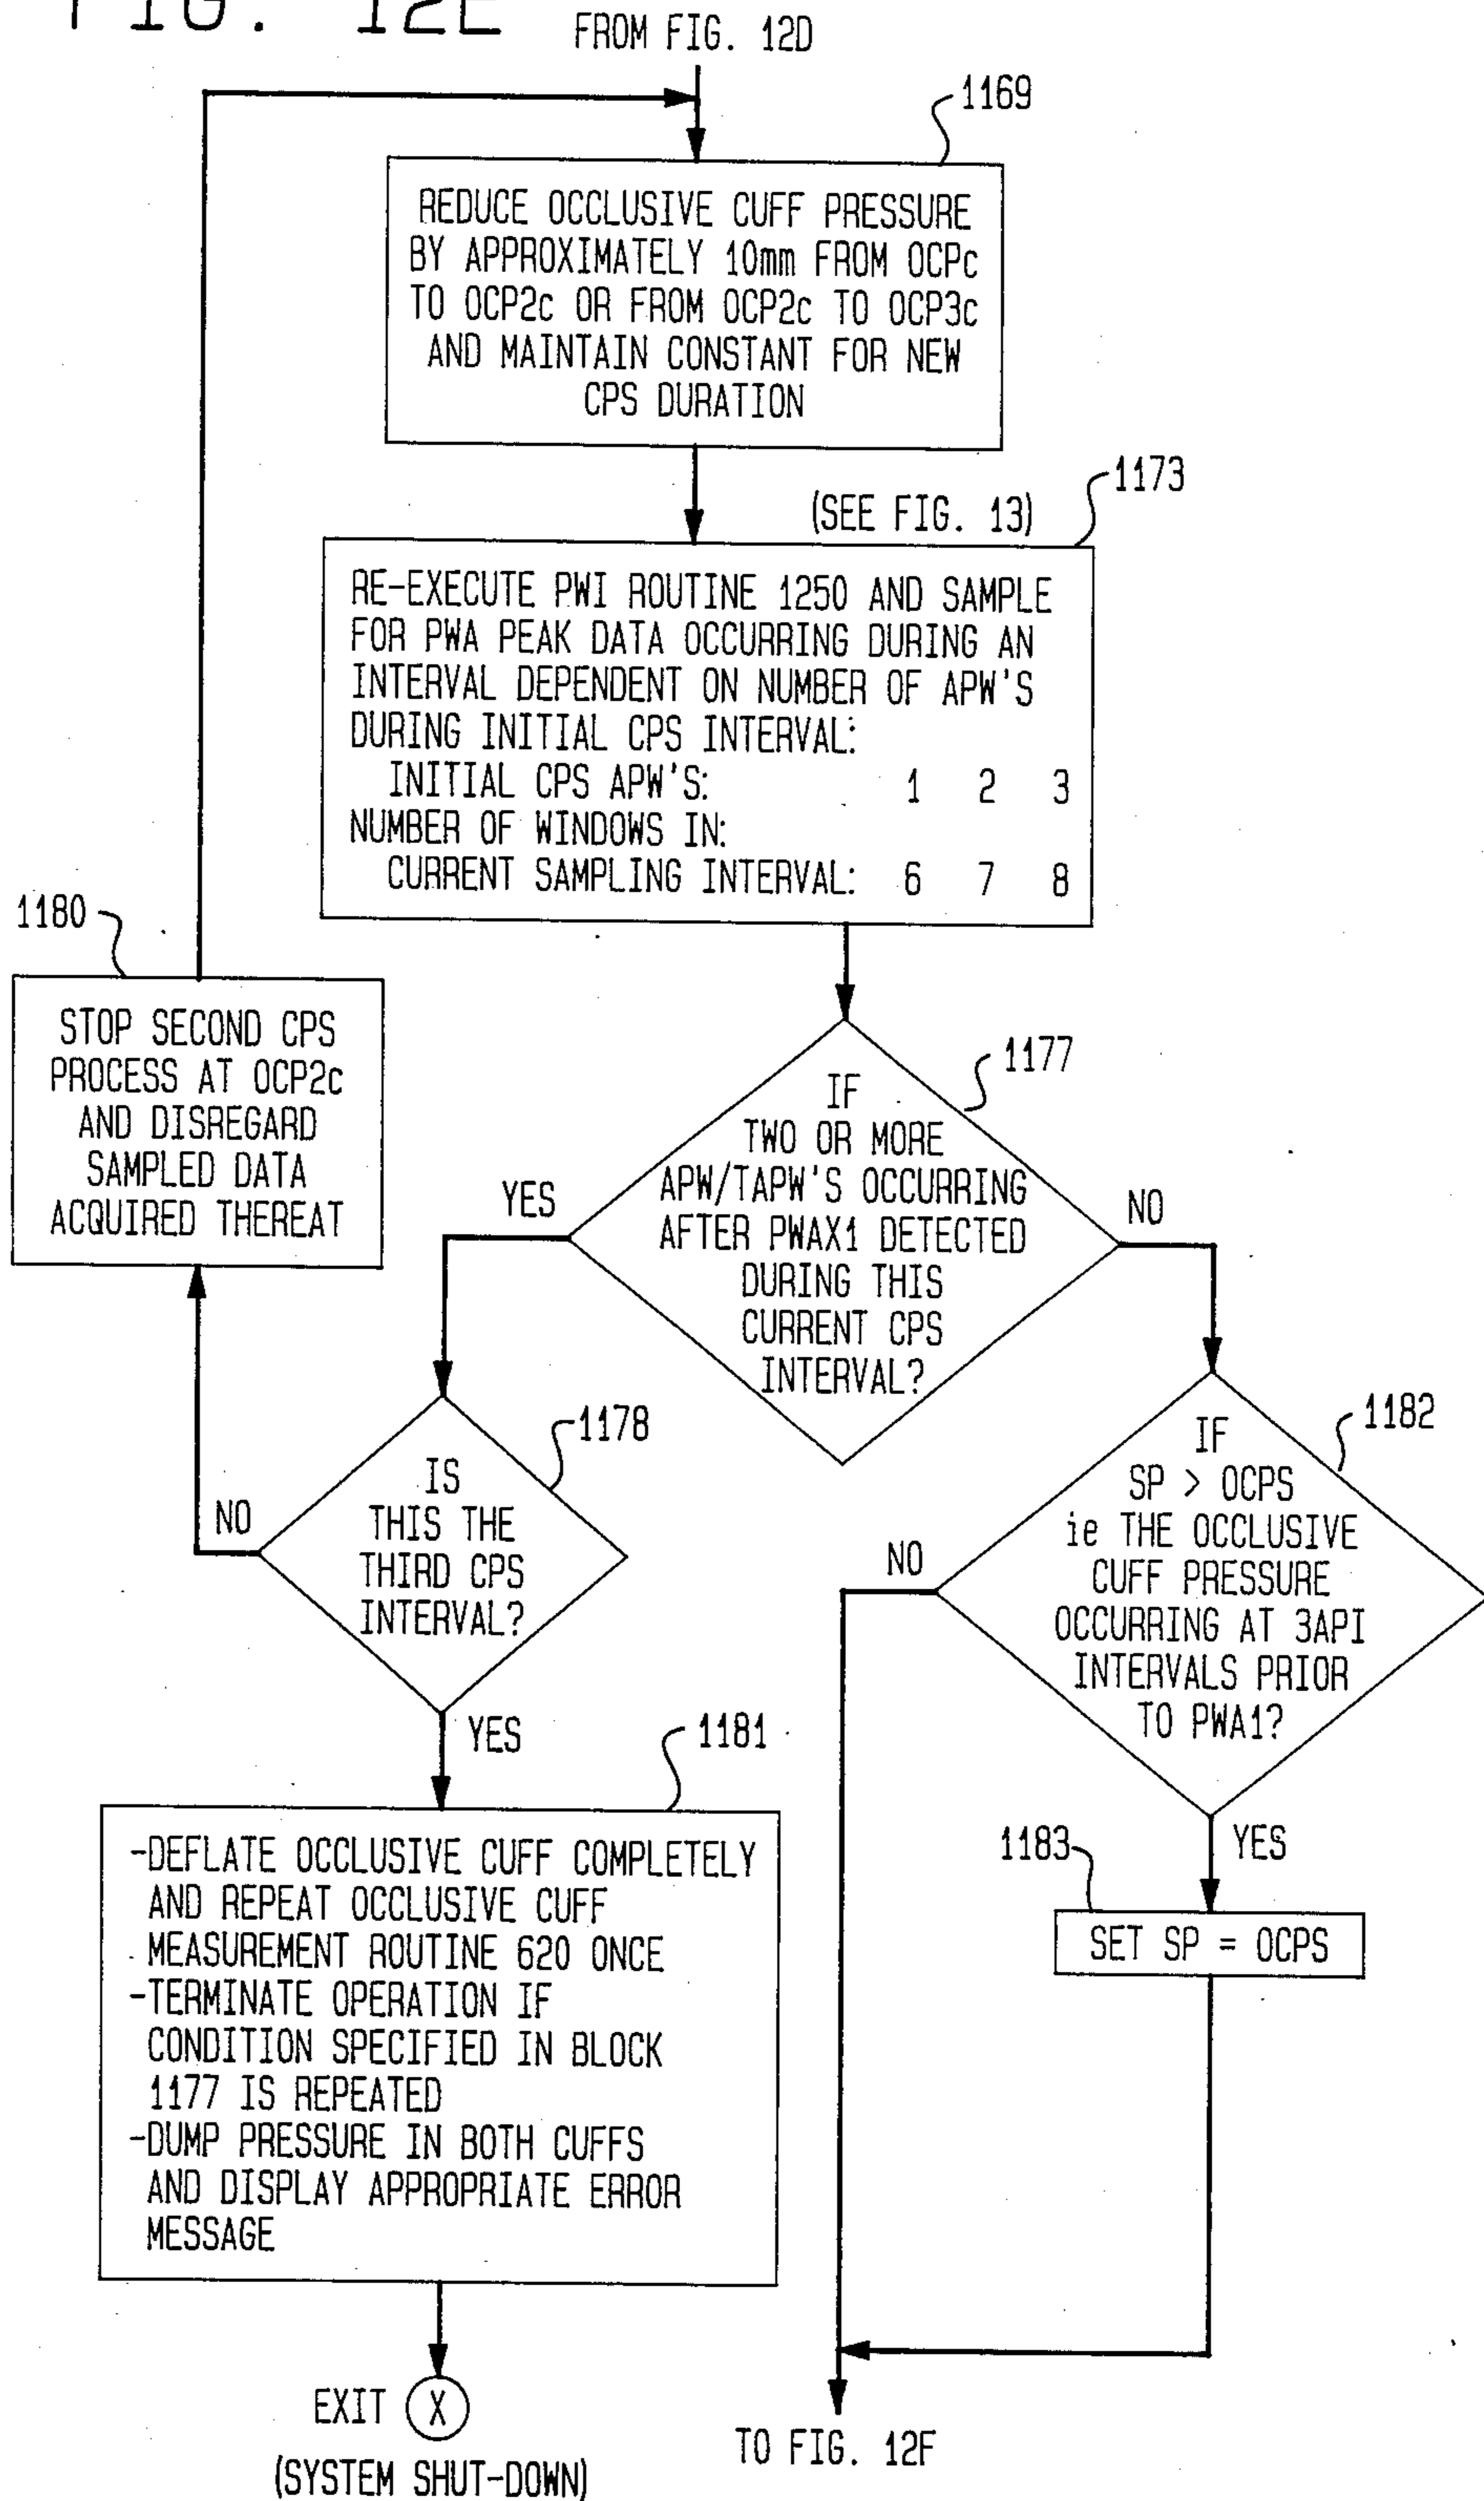 FIG. 12E
FROM FIG. 12D
1169
REDUCE OCCLUSIVE CUFF PRESSURE
BY APPROXIMATELY 10mm FROM OCPc
TO OCP2c OR FROM OCP2c TO OCP3c
AND MAINTAIN CONSTANT FOR NEW
CPS DURATION
(SEE FIG. 13)
1173
RE-EXECUTE PWI ROUTINE 1250 AND SAMPLE
FOR PWA PEAK DATA OCCURRING DURING AN
INTERVAL DEPENDENT ON NUMBER OF APW'S
DURING INITIAL CPS INTERVAL:
INITIAL CPS APW'S: 1 2 3
NUMBER OF WINDOWS IN:
CURRENT SAMPLING INTERVAL: 6 7 8
1180
STOP SECOND CPS
PROCESS AT OCP2c
AND DISREGARD
SAMPLED DATA
ACQUIRED THEREAT
1177
IF
TWO OR MORE
APW/TAPW'S OCCURRING
AFTER PWAX1 DETECTED
DURING THIS
CURRENT CPS
INTERVAL?
YES
NO
1178
IS
THIS THE
THIRD CPS
INTERVAL?
NO
YES
1182
IF
SP > OCPS
ie THE OCCLUSIVE
CUFF PRESSURE
OCCURRING AT 3API
INTERVALS PRIOR
TO PWA1?
NO
YES
1181
-DEFLATE OCCLUSIVE CUFF COMPLETELY
AND REPEAT OCCLUSIVE CUFF
MEASUREMENT ROUTINE 620 ONCE
-TERMINATE OPERATION IF
CONDITION SPECIFIED IN BLOCK
1177 IS REPEATED
-DUMP PRESSURE IN BOTH CUFFS
AND DISPLAY APPROPRIATE ERROR
MESSAGE
1183
SET SP = OCPS
EXIT X
(SYSTEM SHUT-DOWN)
TO FIG. 12F